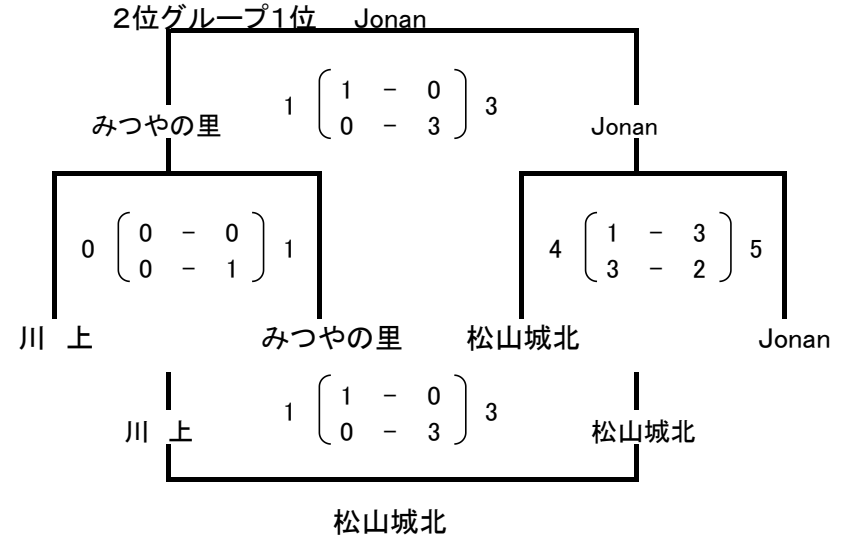 ２位グループ１位 Jonan
1 1 - 0 3
0 - 3
みつやの里 Jonan
0 0 - 0 1
0 - 1
4 1 - 3 5
3 - 2
川 上 みつやの里 松山城北 Jonan
1 1 - 0 3
0 - 3
川 上 松山城北
松山城北